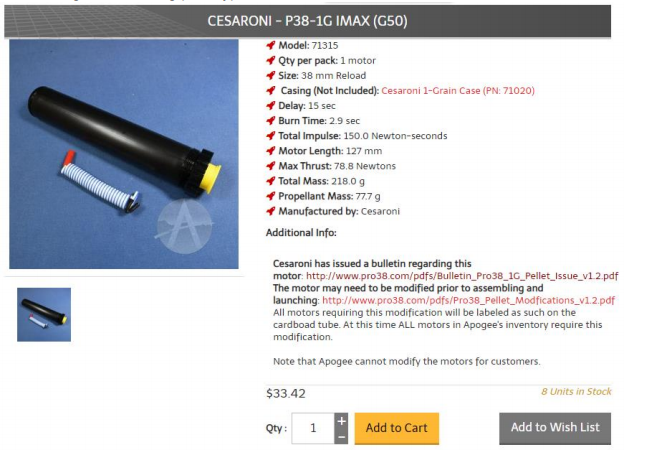 CESARONI - P38-1G IMAX (G50)
Model: 71315
Qty per pack: 1 motor
Size: 38 mm Reload
Casing (Not Included): Cesaroni 1-Grain Case (PN: 71020)
Delay: 15 sec
Burn Time: 2.9 sec
Total Impulse: 150.0 Newton-seconds
Motor Length: 127 mm
Max Thrust: 78.8 Newtons
Total Mass: 218.0 g
Propellant Mass: 77.7 g
Manufactured by: Cesaroni
Additional Info:
Cesaroni has issued a bulletin regarding this
motor: http://www.pro38.com/pdfs/Bulletin_Pro38_1G_Pellet_Issue_v1.2.pdf
The motor may need to be modified prior to assembling and
launching: http://www.pro38.com/pdfs/Pro38_Pellet_Modfications_v1.2.pdf
All motors requiring this modification will be labeled as such on the
cardboad tube. At this time ALL motors in Apogee's inventory require this
modification.
Note that Apogee cannot modify the motors for customers.
$33.42
8 Units in Stock
Qty: 1 + - Add to Cart Add to Wish List